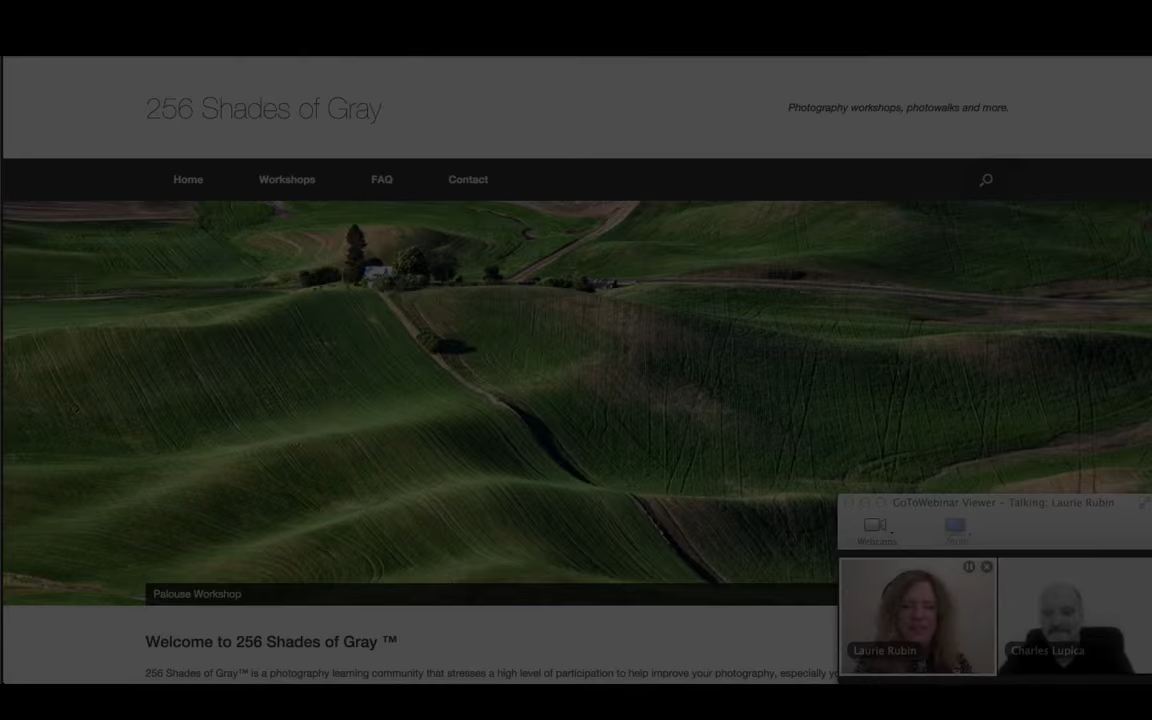 256 Shades of Gray
Photography workshops, photowalks and more.
Home
Workshops
FAQ
Contact
GoToWebinar Viewer – Talking: Laurie Rubin
Webcams
Palouse Workshop
Laurie Rubin
Charles Lupica
Welcome to 256 Shades of Gray ™
256 Shades of Gray™ is a photography learning community that stresses a high level of participation to help improve your photography, especially